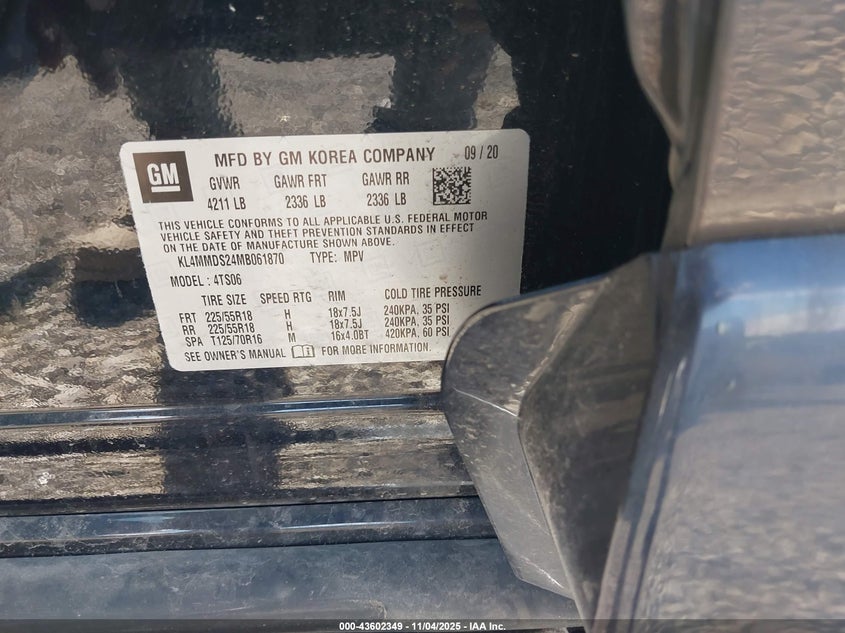 GM
MFD BY GM KOREA COMPANY 09 / 20
GVWR GAWR FRT GAWR RR
4211 LB 2336 LB 2336 LB
THIS VEHICLE CONFORMS TO ALL APPLICABLE U.S. FEDERAL MOTOR
VEHICLE SAFETY AND THEFT PREVENTION STANDARDS IN EFFECT
ON THE DATE OF MANUFACTURE SHOWN ABOVE.
KL4MMDS24MB061870 TYPE: MPV
MODEL : 4TS06
TIRE SIZE SPEED RTG RIM COLD TIRE PRESSURE
FRT 225/55R18 H 18x7.5J 240KPA, 35 PSI
RR 225/55R18 H 18x7.5J 240KPA, 35 PSI
SPA T125/70R16 M 16x4.0BT 420KPA, 60 PSI
SEE OWNER'S MANUAL FOR MORE INFORMATION.
000-43602349 - 11/04/2025 - IAA Inc.